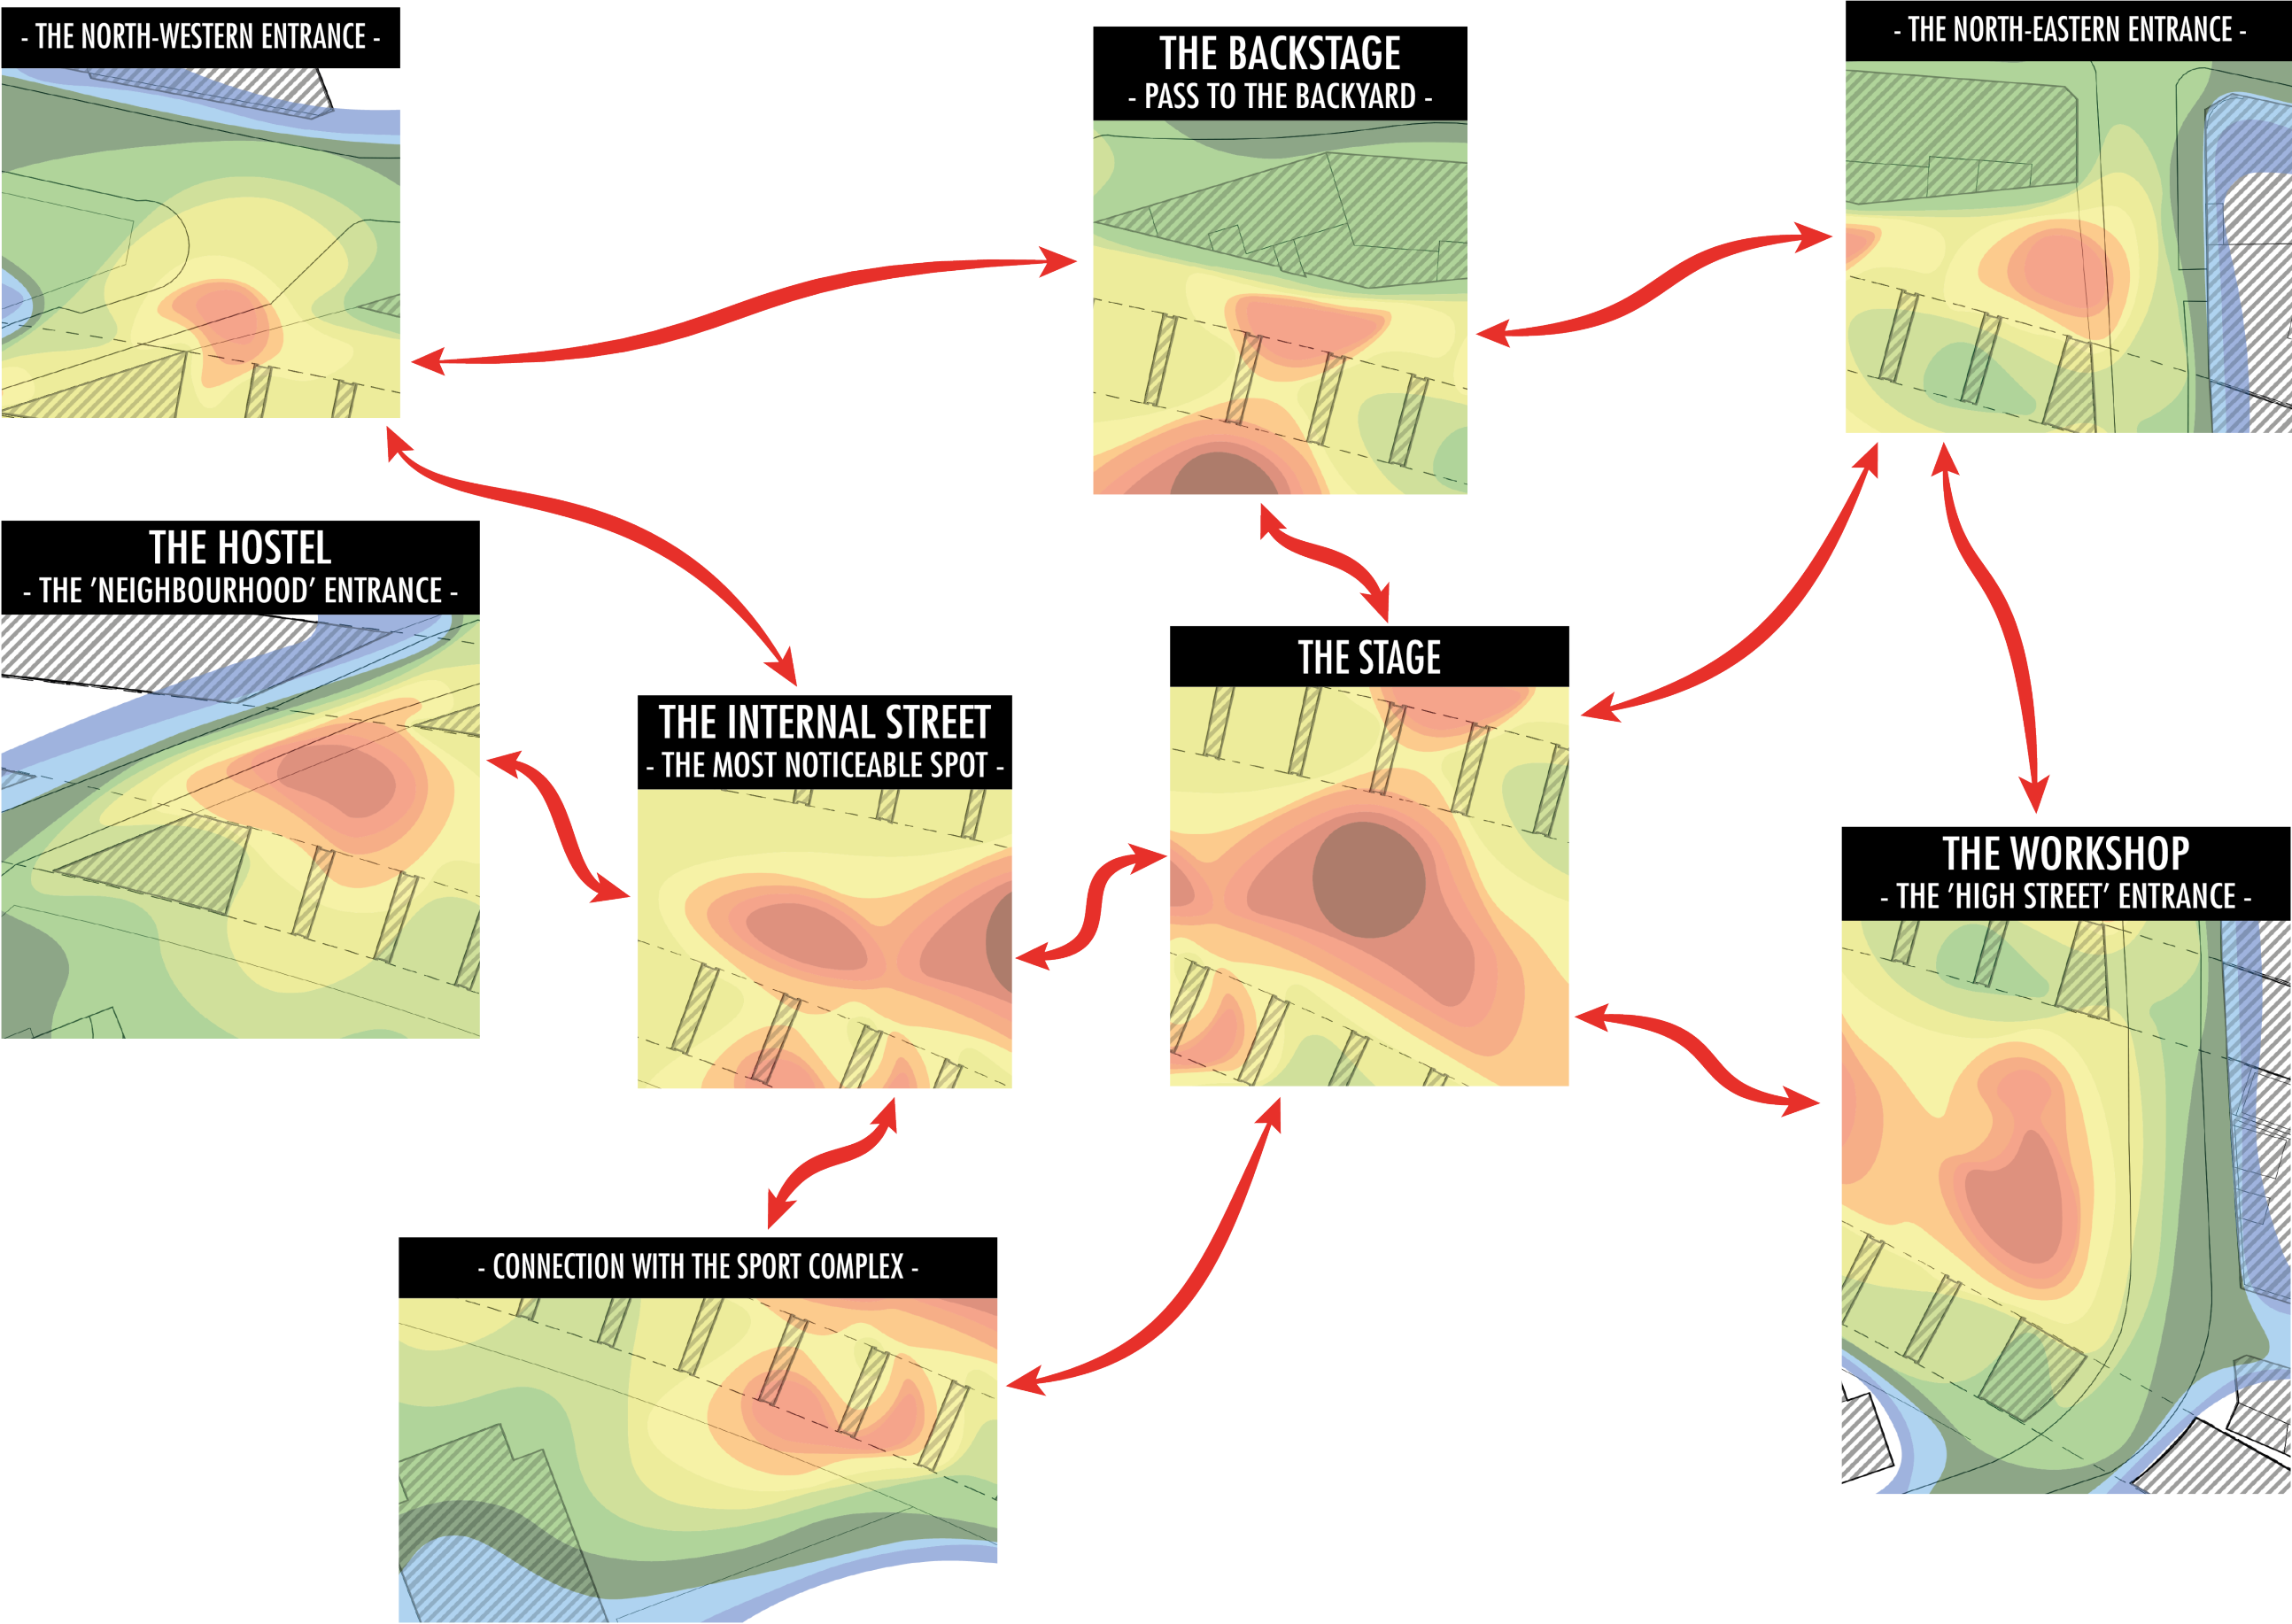 - THE NORTH-WESTERN ENTRANCE -
THE BACKSTAGE
- PASS TO THE BACKYARD -
- THE NORTH-EASTERN ENTRANCE -
THE HOSTEL
- THE 'NEIGHBOURHOOD' ENTRANCE -
THE INTERNAL STREET
- THE MOST NOTICEABLE SPOT -
THE STAGE
THE WORKSHOP
- THE 'HIGH STREET' ENTRANCE -
- CONNECTION WITH THE SPORT COMPLEX -